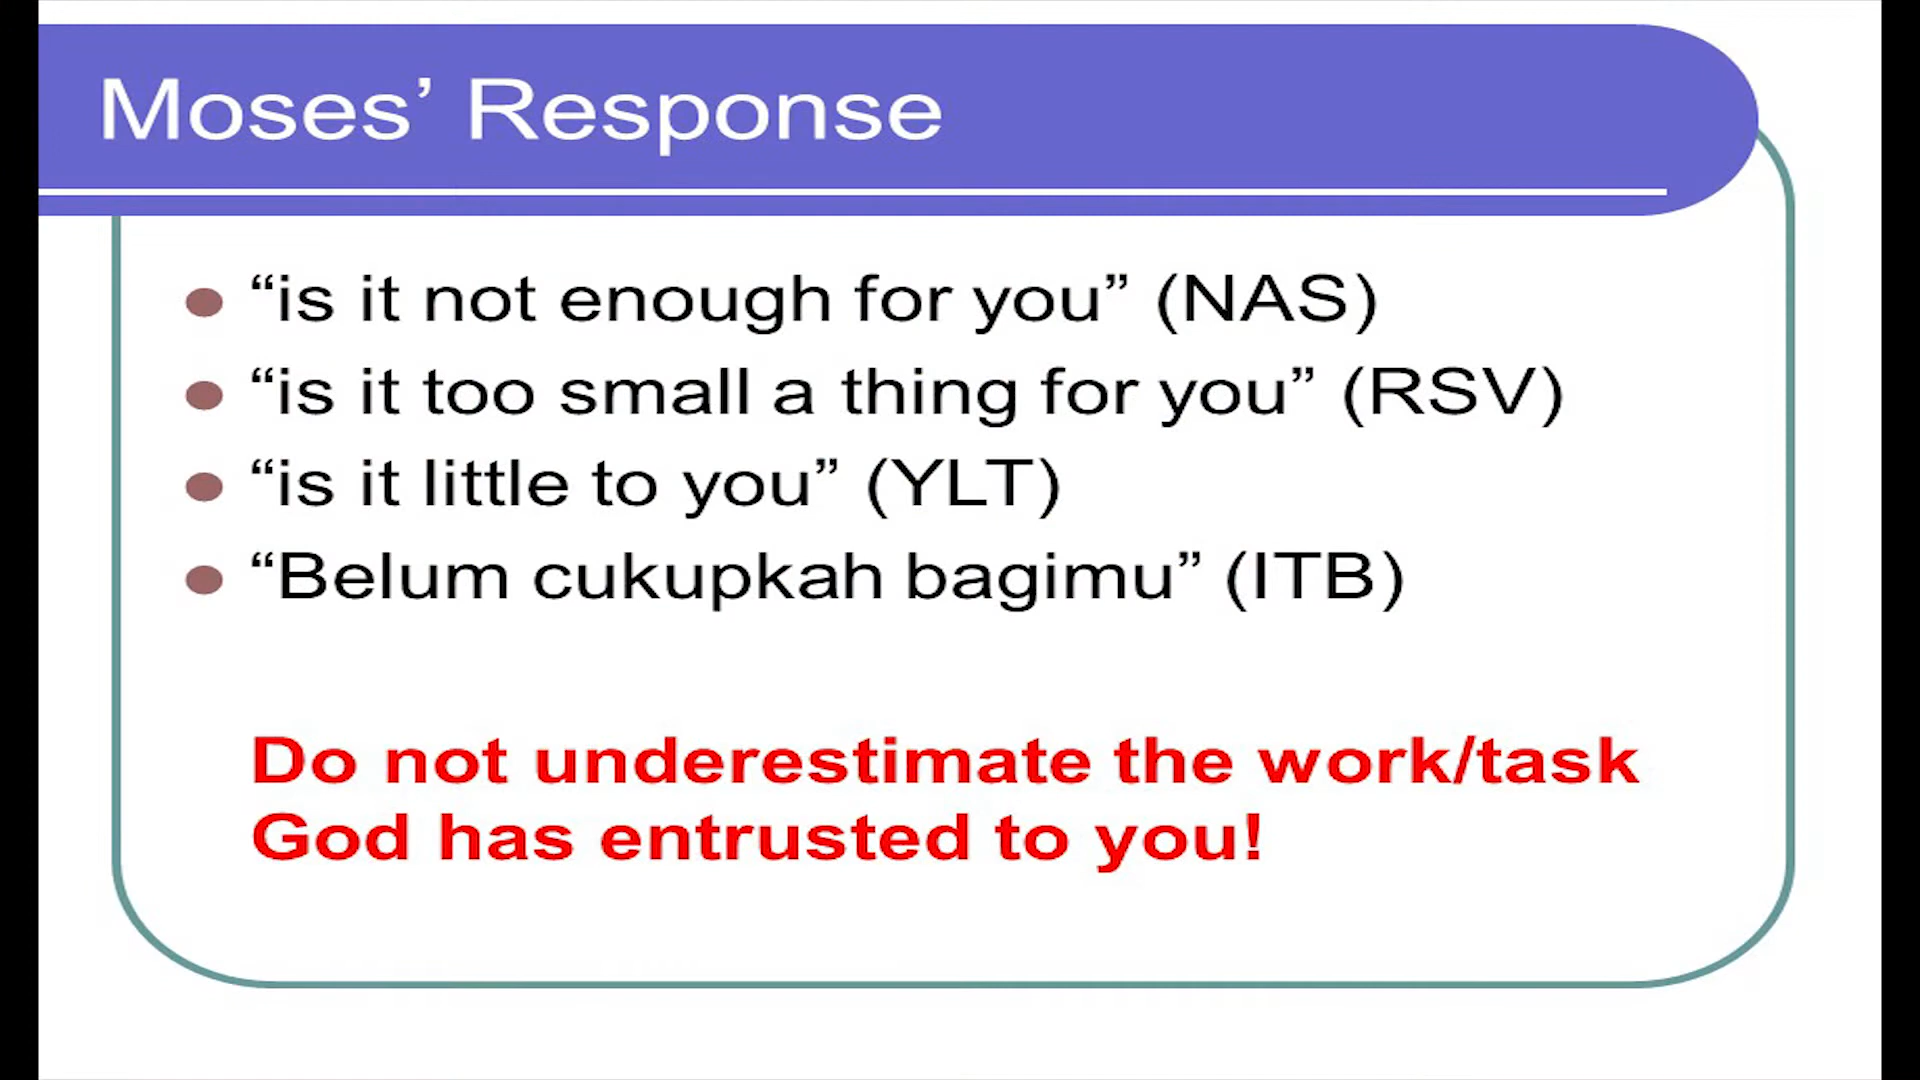 Moses’ Response
“is it not enough for you” (NAS)
“is it too small a thing for you” (RSV)
“is it little to you” (YLT)
“Belum cukupkah bagimu” (ITB)
Do not underestimate the work/task
God has entrusted to you!